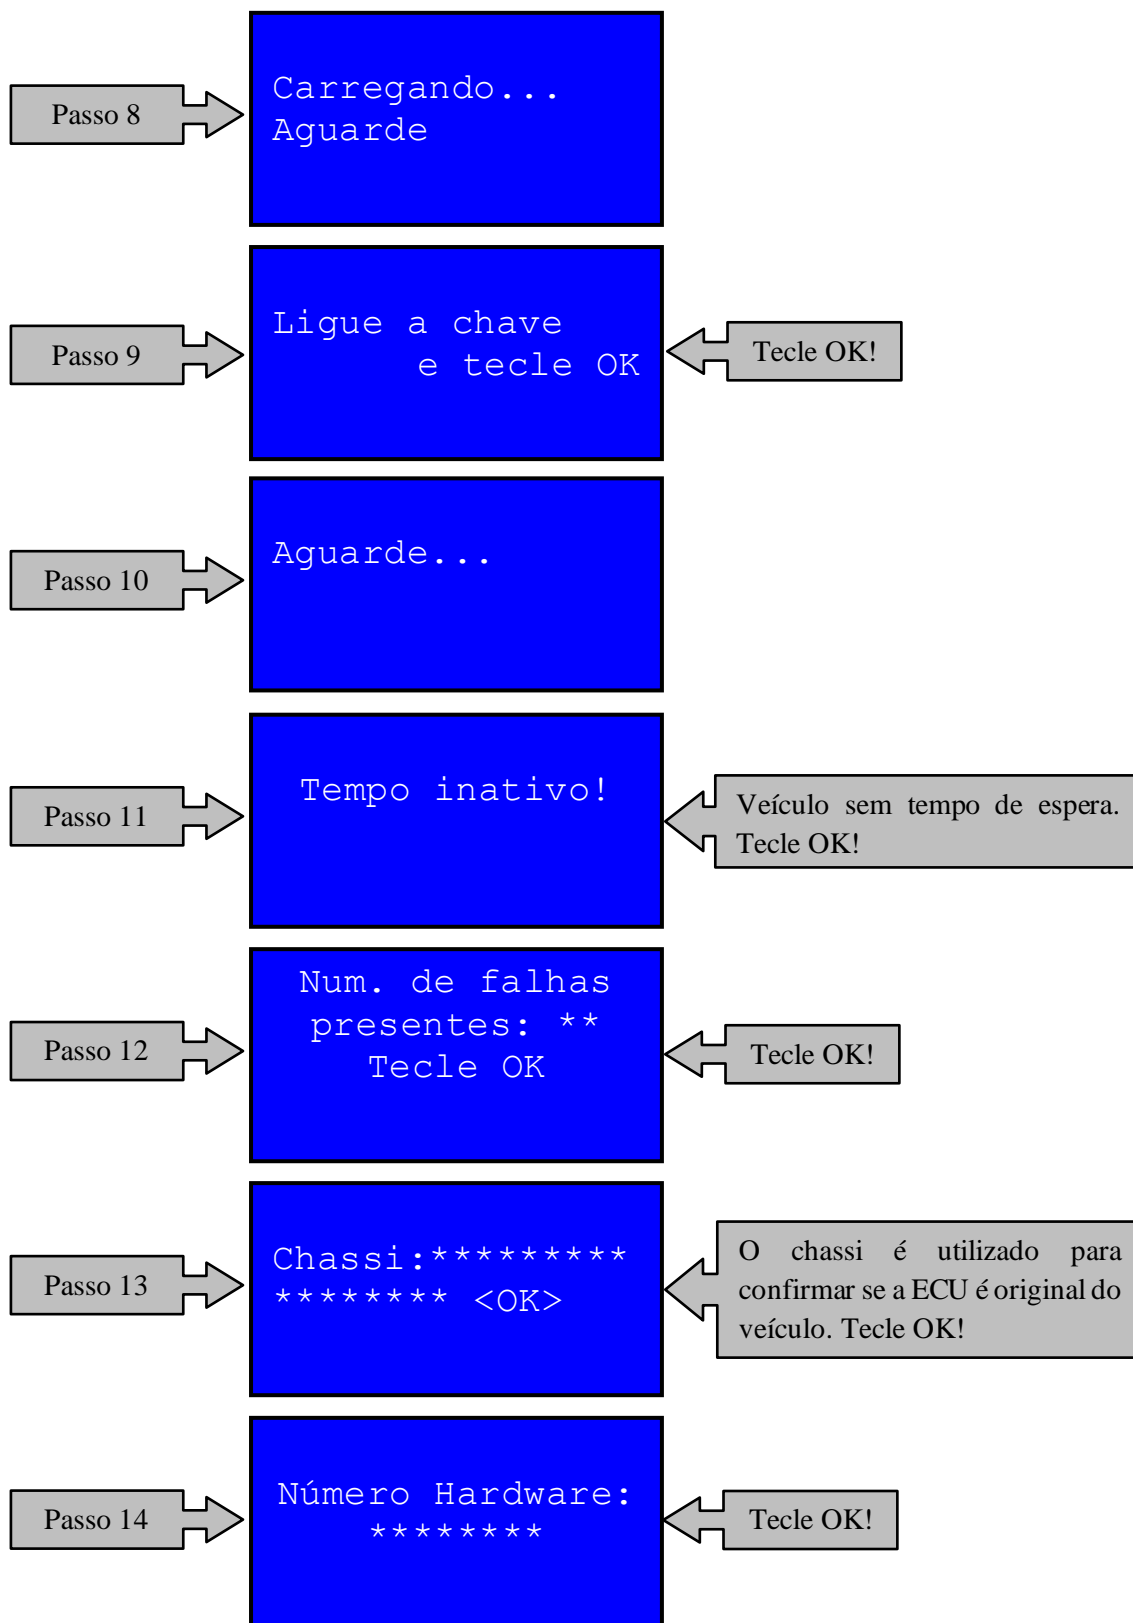 Passo 8
Carregando...
Aguarde
Passo 9
Ligue a chave
e tecle OK
Tecle OK!
Passo 10
Aguarde...
Passo 11
Tempo inativo!
Veículo sem tempo de espera.
Tecle OK!
Passo 12
Num. de falhas
presentes: **
Tecle OK
Tecle OK!
Passo 13
Chassi:*********
******** <OK>
O chassi é utilizado para
confirmar se a ECU é original do
veículo. Tecle OK!
Passo 14
Número Hardware:
********
Tecle OK!